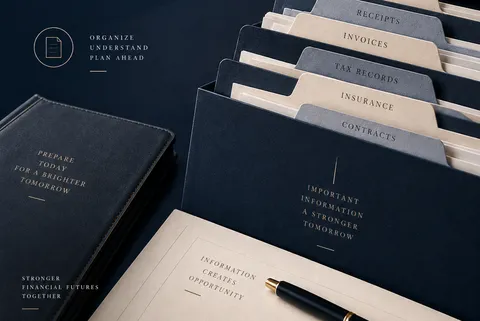 ORGANIZE
UNDERSTAND
PLAN AHEAD
RECEIPTS
INVOICES
TAX RECORDS
INSURANCE
CONTRACTS
PREPARE
TODAY
FOR A BRIGHTER
TOMORROW
IMPORTANT
INFORMATION
A STRONGER
TOMORROW
INFORMATION
CREATES
OPPORTUNITY
STRONGER
FINANCIAL FUTURES
TOGETHER